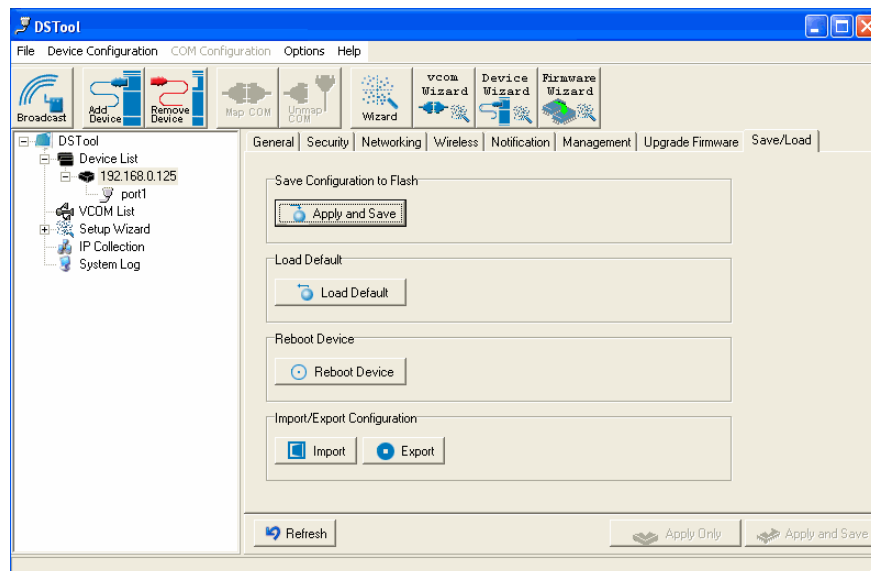 DSTool
File Device Configuration COM Configuration Options Help
Broadcast
Add Device
Remove Device
Map COM
Unmap COM
Wizard
vcom Wizard
Device Wizard
Firmware Wizard
DSTool
Device List
192.168.0.125
port1
VCOM List
Setup Wizard
IP Collection
System Log
General Security Networking Wireless Notification Management Upgrade Firmware Save/Load
Save Configuration to Flash
Apply and Save
Load Default
Load Default
Reboot Device
Reboot Device
Import/Export Configuration
Import Export
Refresh Apply Only Apply and Save